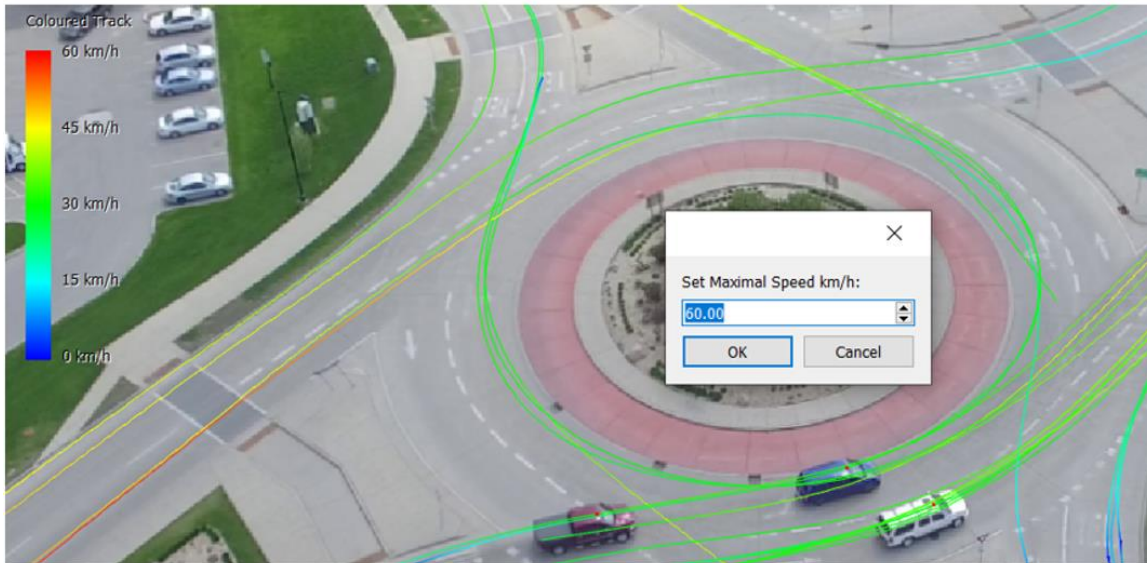 Coloured Track
60 km/h
45 km/h
30 km/h
15 km/h
0 km/h
Set Maximal Speed km/h:
60.00
OK
Cancel